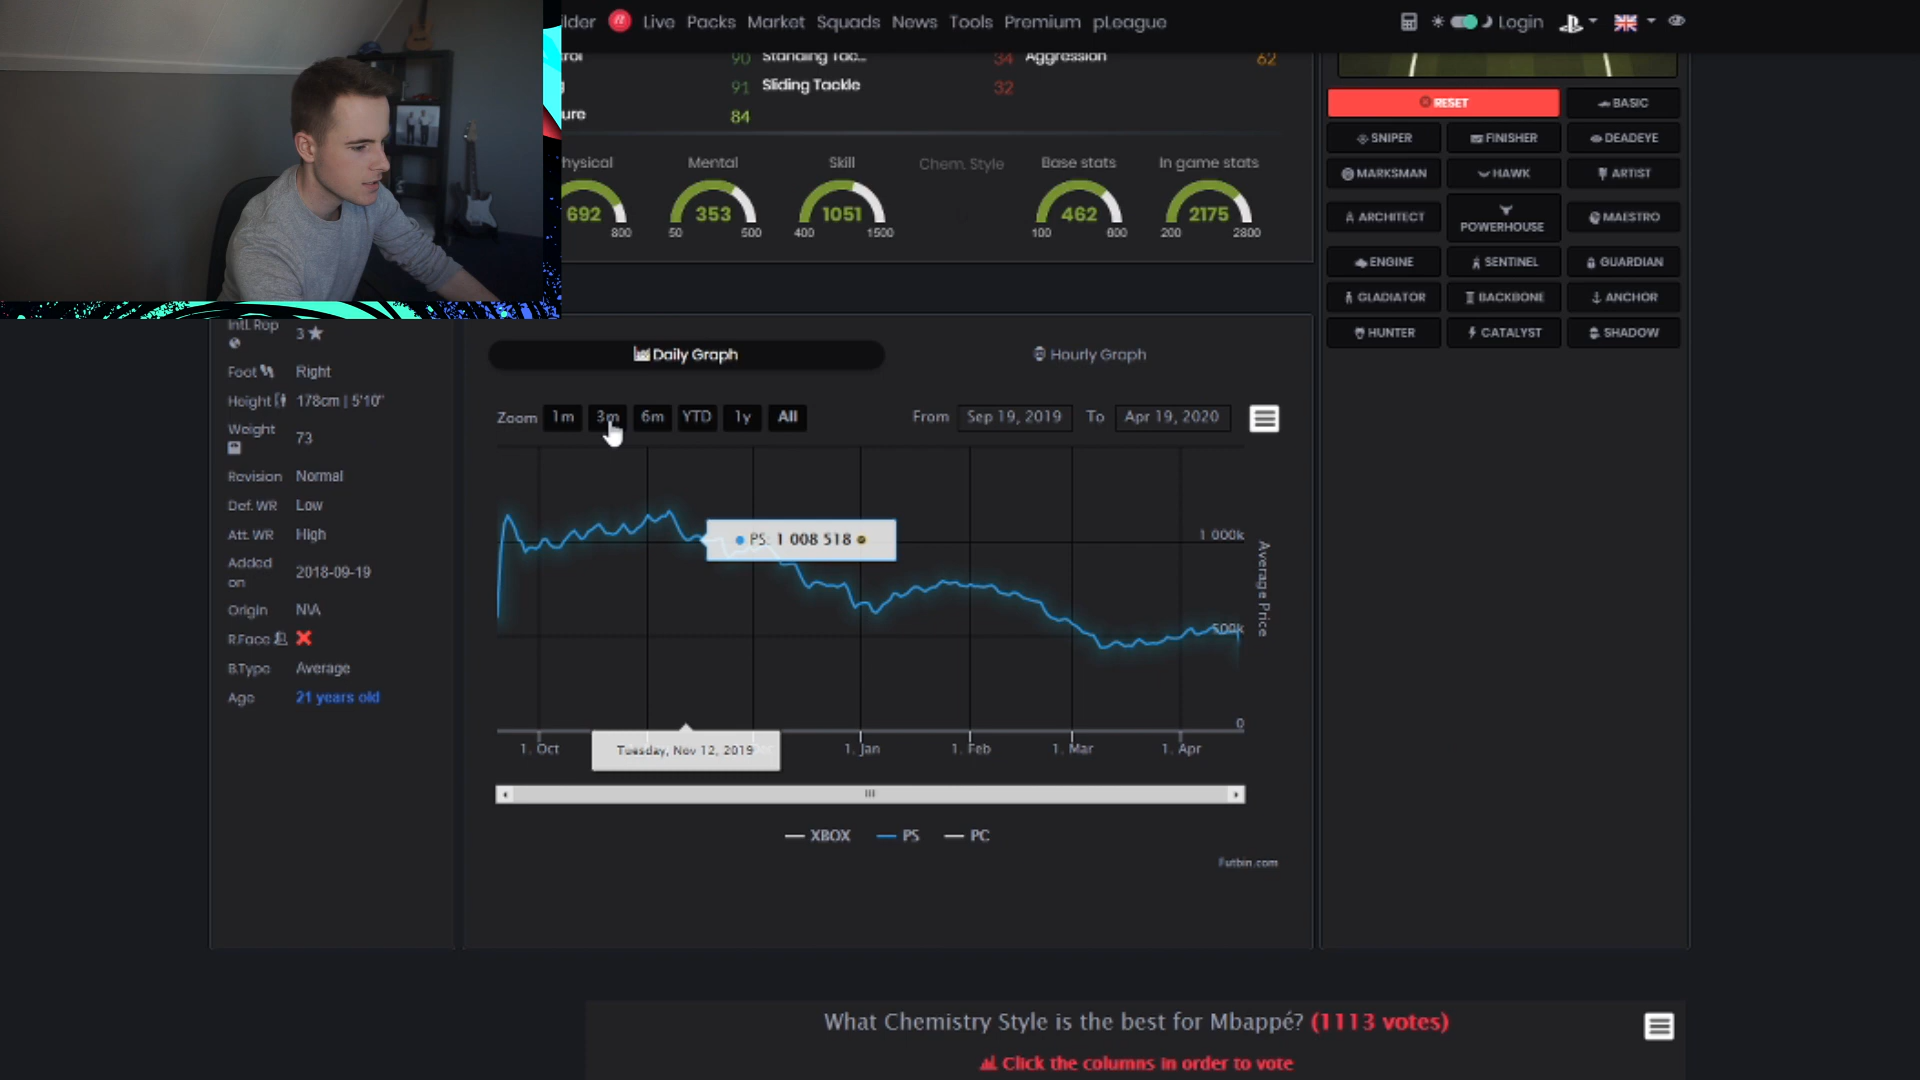 lder Live Packs Market Squads News Tools Premium pLeague Login
rol 90 Standing Tac... 34 Aggression 62
g 91 Sliding Tackle 32
ure 84
RESET BASIC
SNIPER FINISHER DEADEYE
MARKSMAN HAWK ARTIST
ARCHITECT POWERHOUSE MAESTRO
ENGINE SENTINEL GUARDIAN
GLADIATOR BACKBONE ANCHOR
HUNTER CATALYST SHADOW
hysical Mental Skill Chem. Style Base stats In game stats
692 353 1051 462 2175
800 50 500 400 1500 100 600 200 2800
Intl. Rep 3
Foot Right
Height 178cm | 5'10"
Weight 73
Revision Normal
Def. WR Low
Att. WR High
Added on 2018-09-19
Origin N\A
R.Face
B.Type Average
Age 21 years old
Daily Graph Hourly Graph
Zoom 1m 3m 6m YTD 1y All From Sep 19, 2019 To Apr 19, 2020
PS: 1 008 518
1 000k
500k
0
Average Price
1. Oct 1. Jan 1. Feb 1. Mar 1. Apr
Tuesday, Nov 12, 2019
XBOX PS PC
Futbin.com
What Chemistry Style is the best for Mbappé? (1113 votes)
Click the columns in order to vote